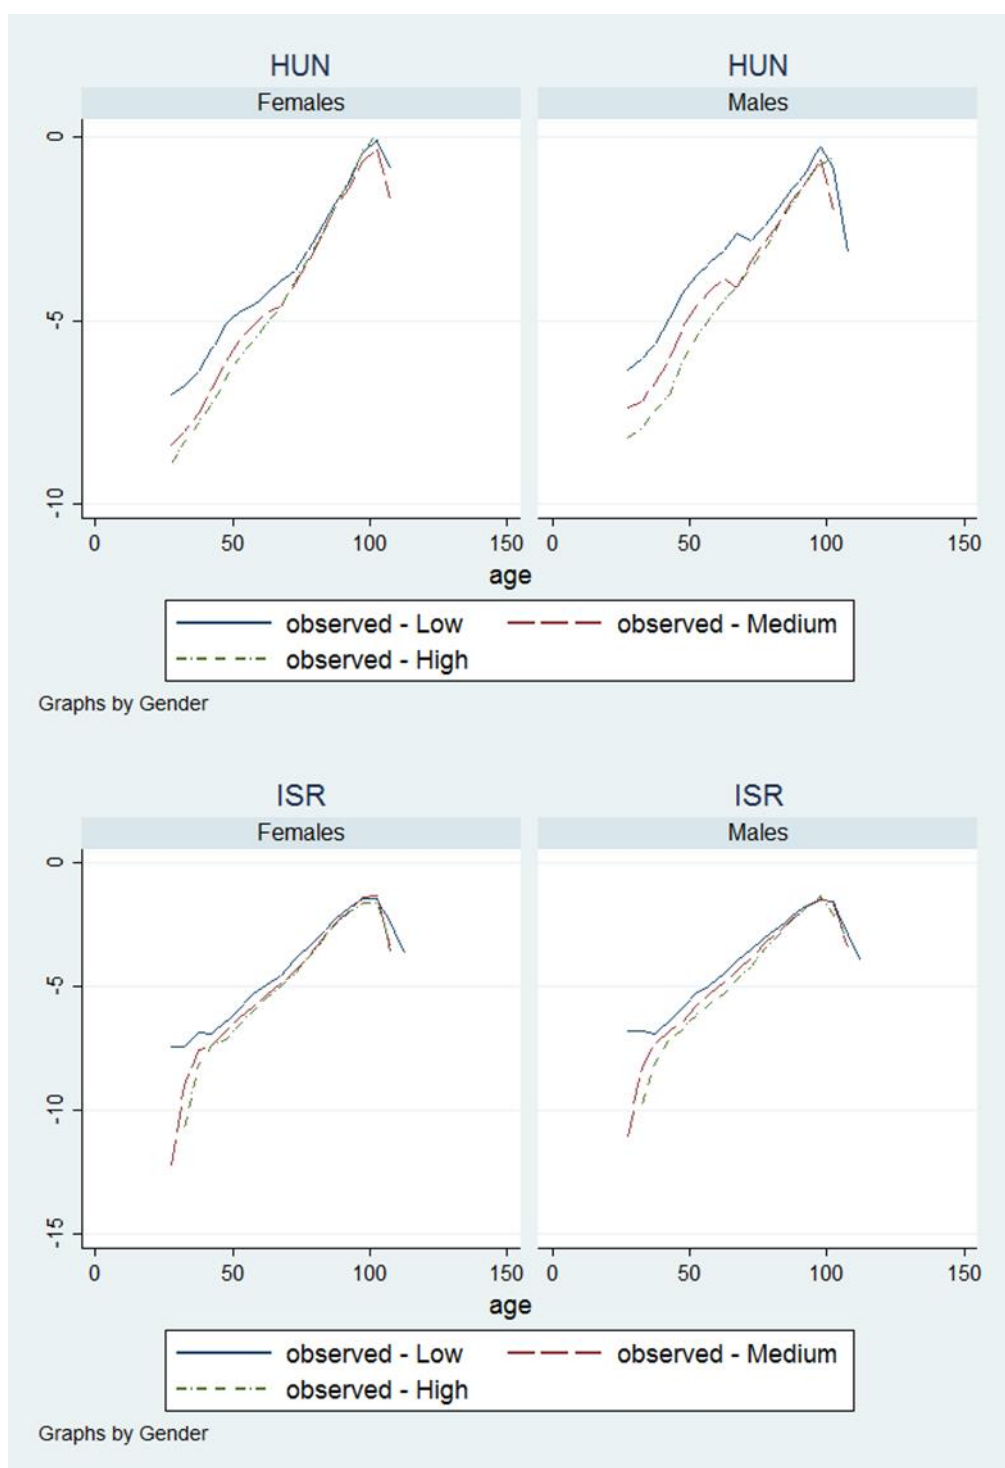 HUN HUN
Females Males
0
-5
-10
0 50 100 150 0 50 100 150
age
observed - Low observed - Medium
observed - High
Graphs by Gender
ISR ISR
Females Males
0
-5
-10
-15
0 50 100 150 0 50 100 150
age
observed - Low observed - Medium
observed - High
Graphs by Gender